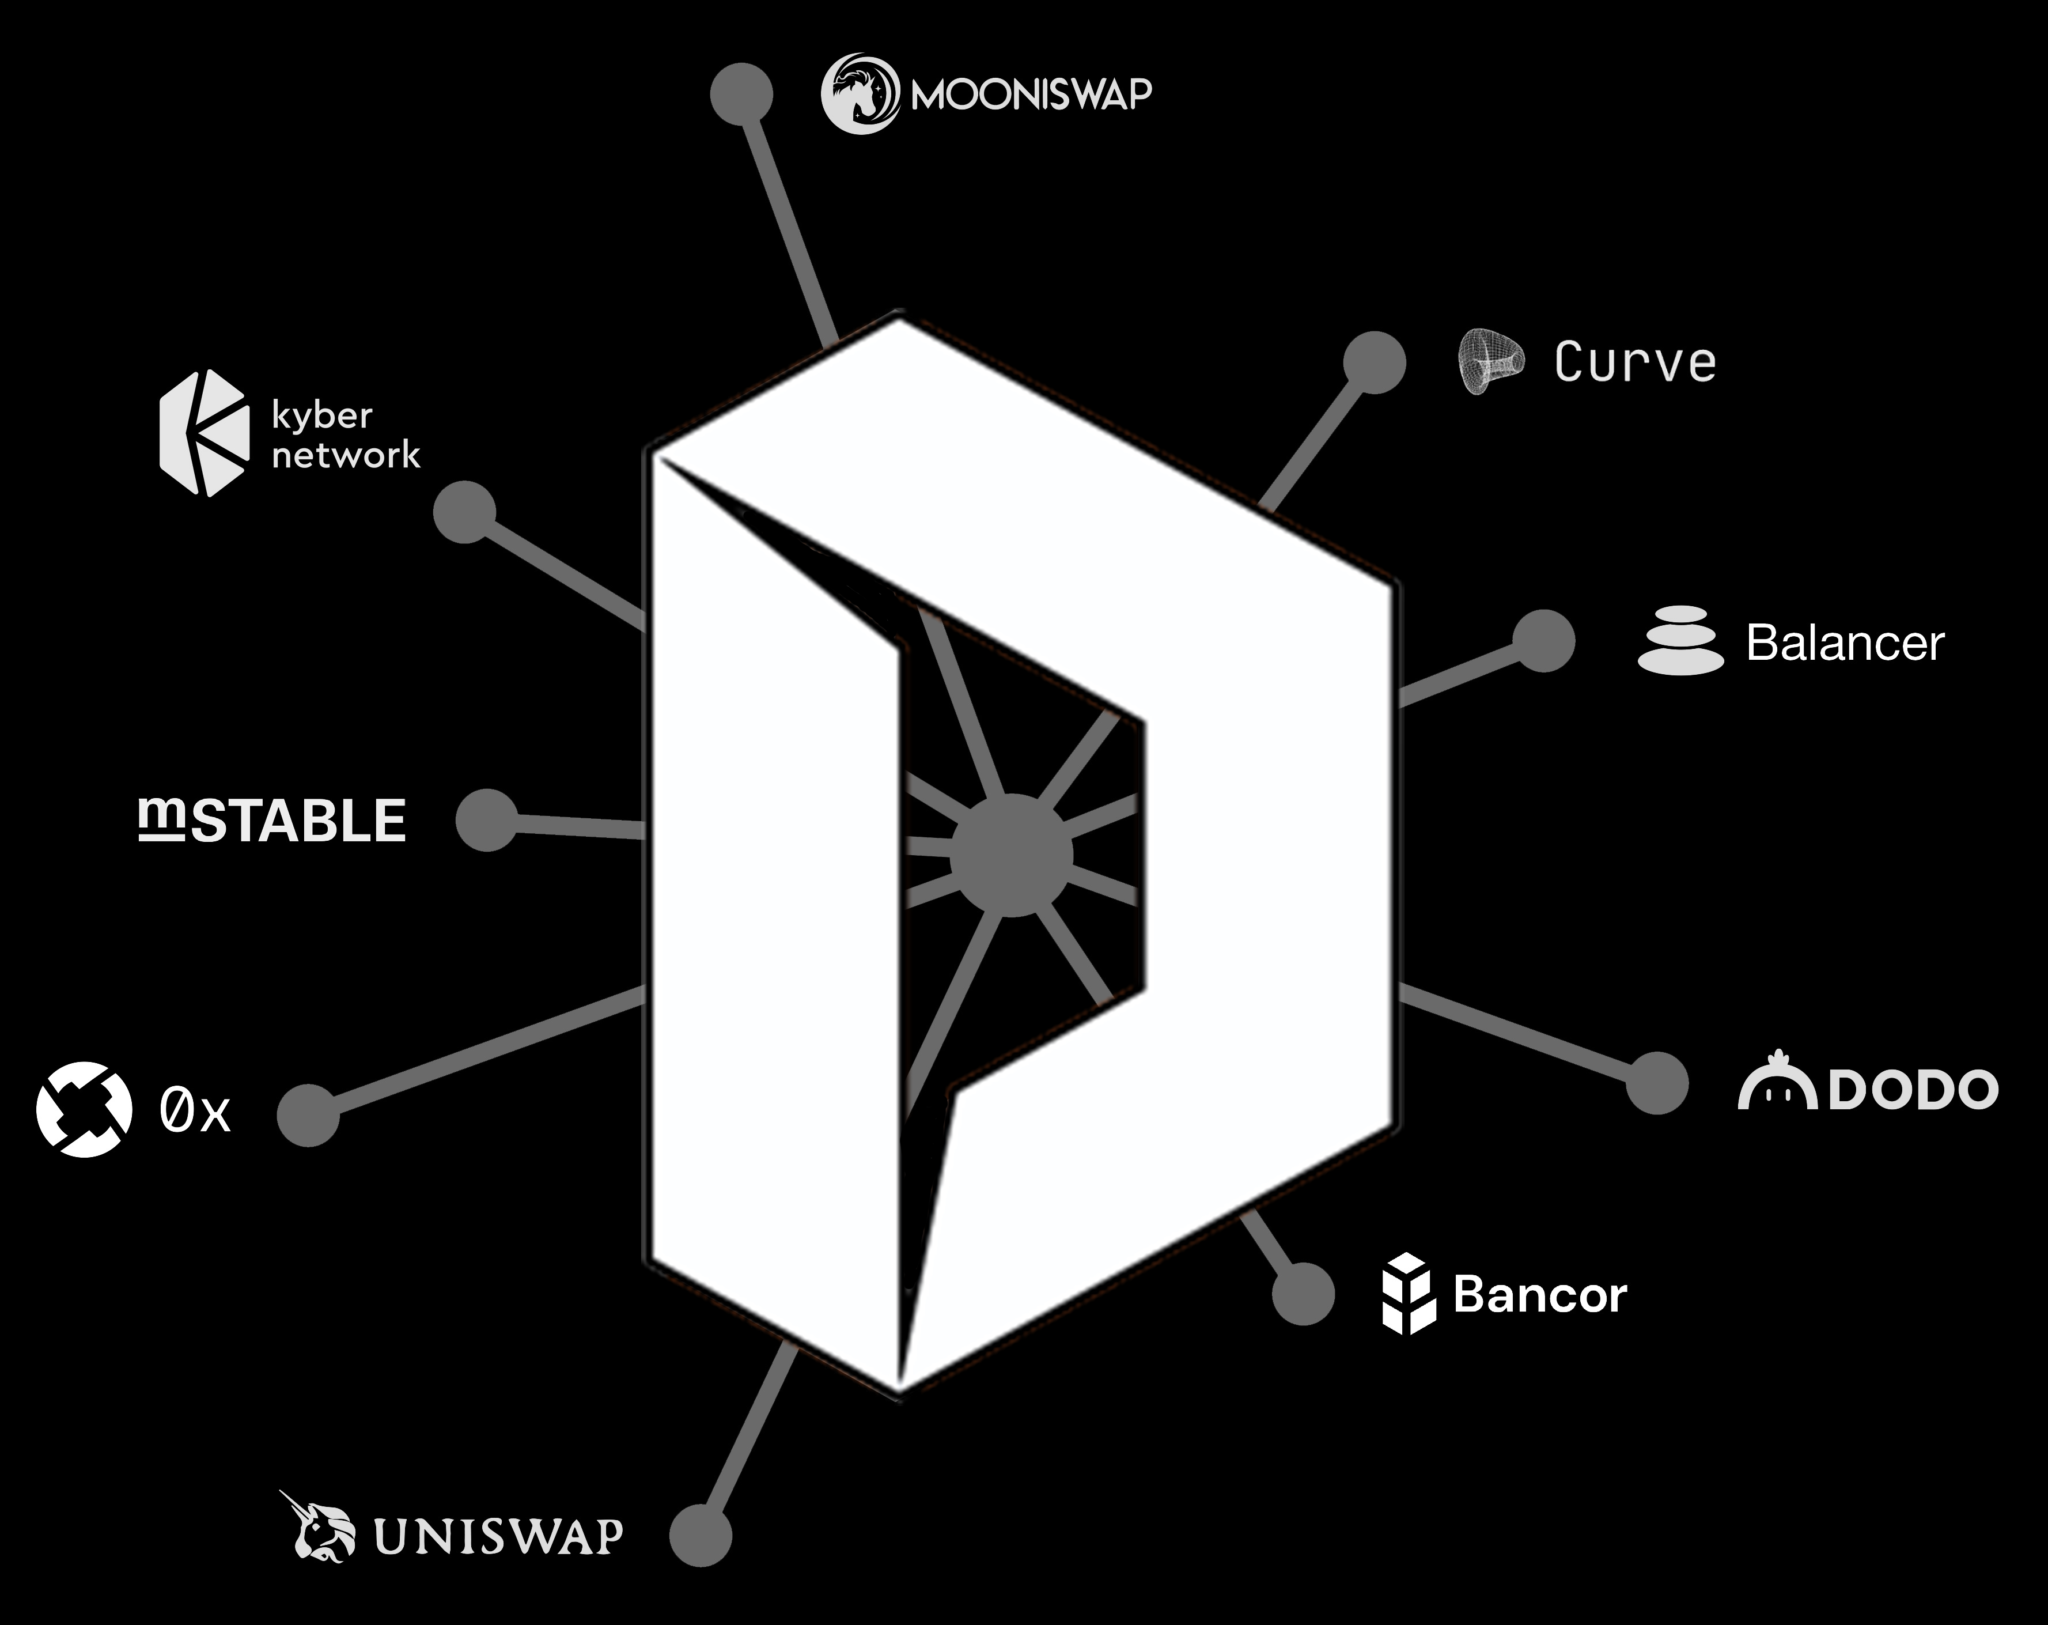 MOONISWAP
Curve
kyber
network
Balancer
mSTABLE
0x
DODO
Bancor
UNISWAP